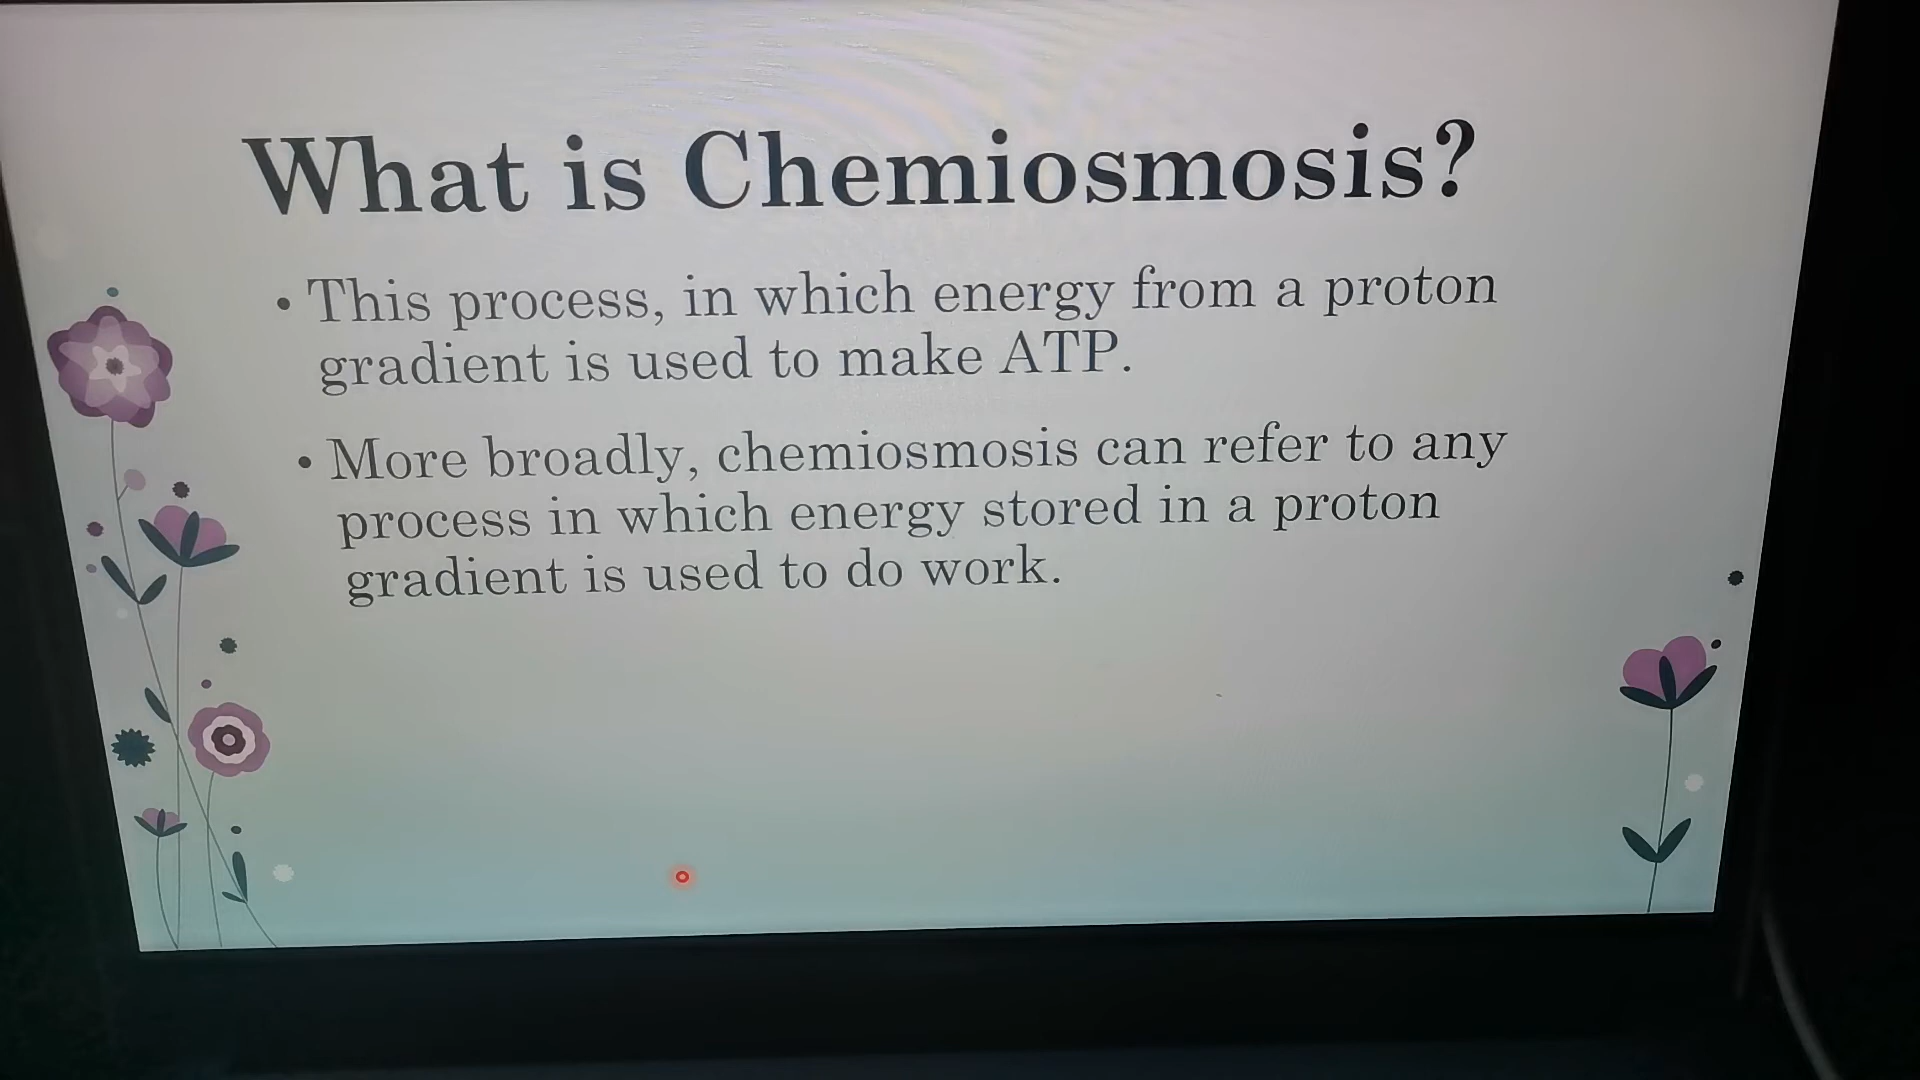 What is Chemiosmosis?
• This process, in which energy from a proton
gradient is used to make ATP.
• More broadly, chemiosmosis can refer to any
process in which energy stored in a proton
gradient is used to do work.